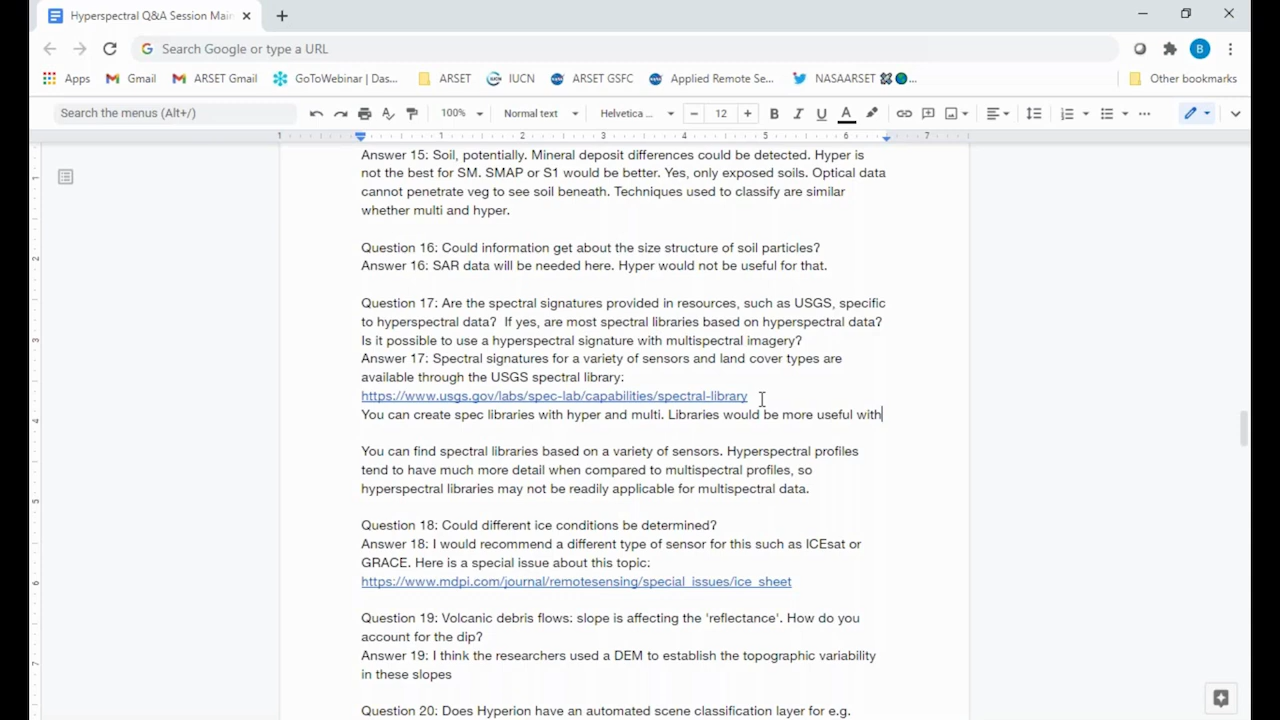 Hyperspectral Q&A Session Main
Search Google or type a URL
B
Apps Gmail ARSET Gmail GoToWebinar | Das... ARSET IUCN ARSET GSFC Applied Remote Se... NASAARSET ... Other bookmarks
Search the menus (Alt+/) 100% Normal text Helvetica ... 12 B I U A
1 1 2 3 4 5 6 7
Answer 15: Soil, potentially. Mineral deposit differences could be detected. Hyper is
not the best for SM. SMAP or S1 would be better. Yes, only exposed soils. Optical data
cannot penetrate veg to see soil beneath. Techniques used to classify are similar
whether multi and hyper.
Question 16: Could information get about the size structure of soil particles?
Answer 16: SAR data will be needed here. Hyper would not be useful for that.
Question 17: Are the spectral signatures provided in resources, such as USGS, specific
to hyperspectral data? If yes, are most spectral libraries based on hyperspectral data?
Is it possible to use a hyperspectral signature with multispectral imagery?
Answer 17: Spectral signatures for a variety of sensors and land cover types are
available through the USGS spectral library:
https://www.usgs.gov/labs/spec-lab/capabilities/spectral-library
You can create spec libraries with hyper and multi. Libraries would be more useful with
You can find spectral libraries based on a variety of sensors. Hyperspectral profiles
tend to have much more detail when compared to multispectral profiles, so
hyperspectral libraries may not be readily applicable for multispectral data.
Question 18: Could different ice conditions be determined?
Answer 18: I would recommend a different type of sensor for this such as ICEsat or
GRACE. Here is a special issue about this topic:
https://www.mdpi.com/journal/remotesensing/special_issues/ice_sheet
Question 19: Volcanic debris flows: slope is affecting the 'reflectance'. How do you
account for the dip?
Answer 19: I think the researchers used a DEM to establish the topographic variability
in these slopes
Question 20: Does Hyperion have an automated scene classification layer for e.g.